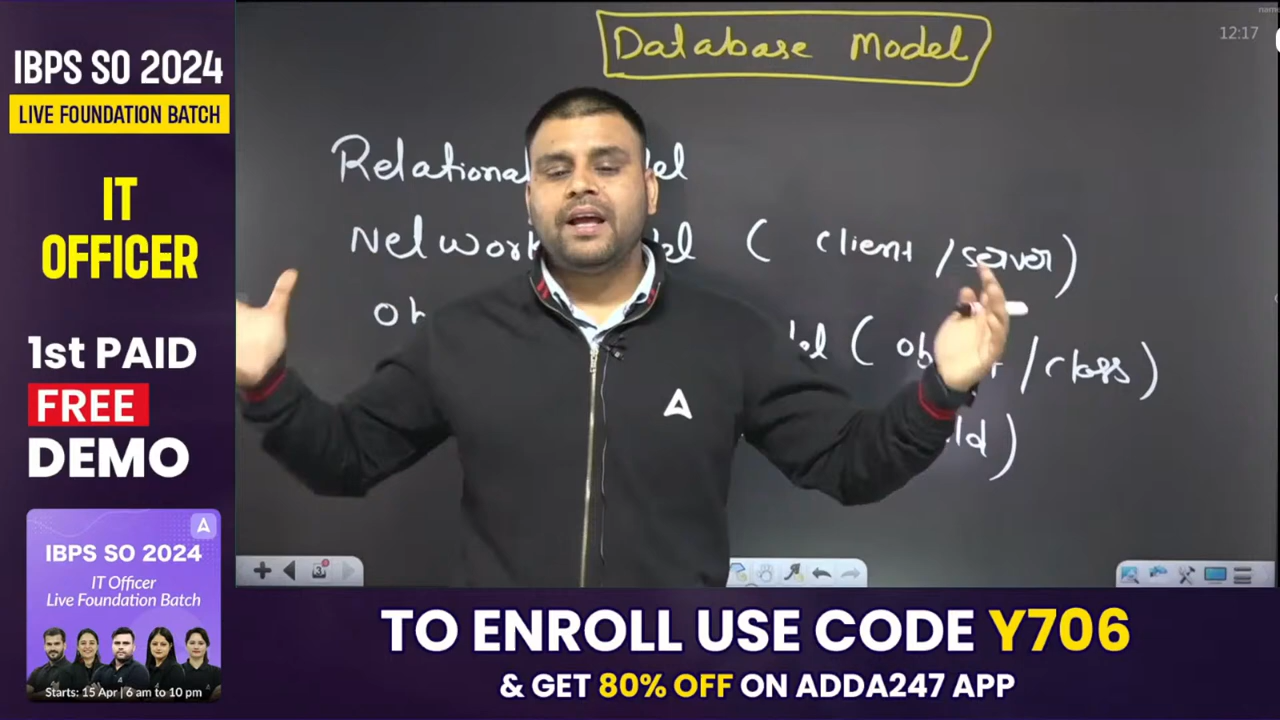 IBPS SO 2024
LIVE FOUNDATION BATCH
IT
OFFICER
1st PAID
FREE
DEMO
IBPS SO 2024
IT Officer
Live Foundation Batch
Starts: 15 Apr | 6 am to 10 pm
12:17
Database Model
Relational
Network ( client / server)
( / class)
3
TO ENROLL USE CODE Y706
& GET 80% OFF ON ADDA247 APP